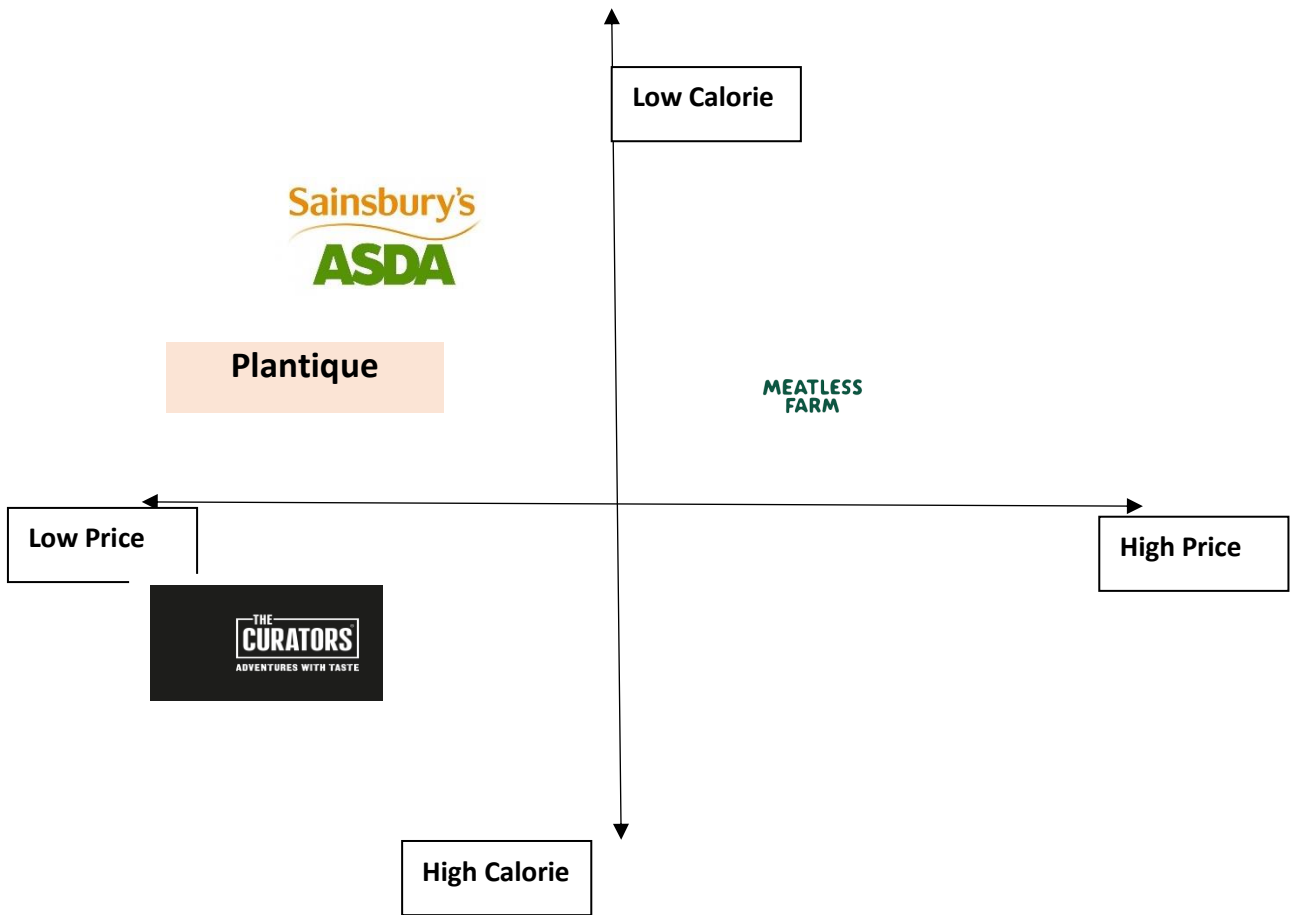 Low Calorie
Sainsbury's
ASDA
Plantique
MEATLESS
FARM
Low Price
High Price
THE
CURATORS
ADVENTURES WITH TASTE
High Calorie